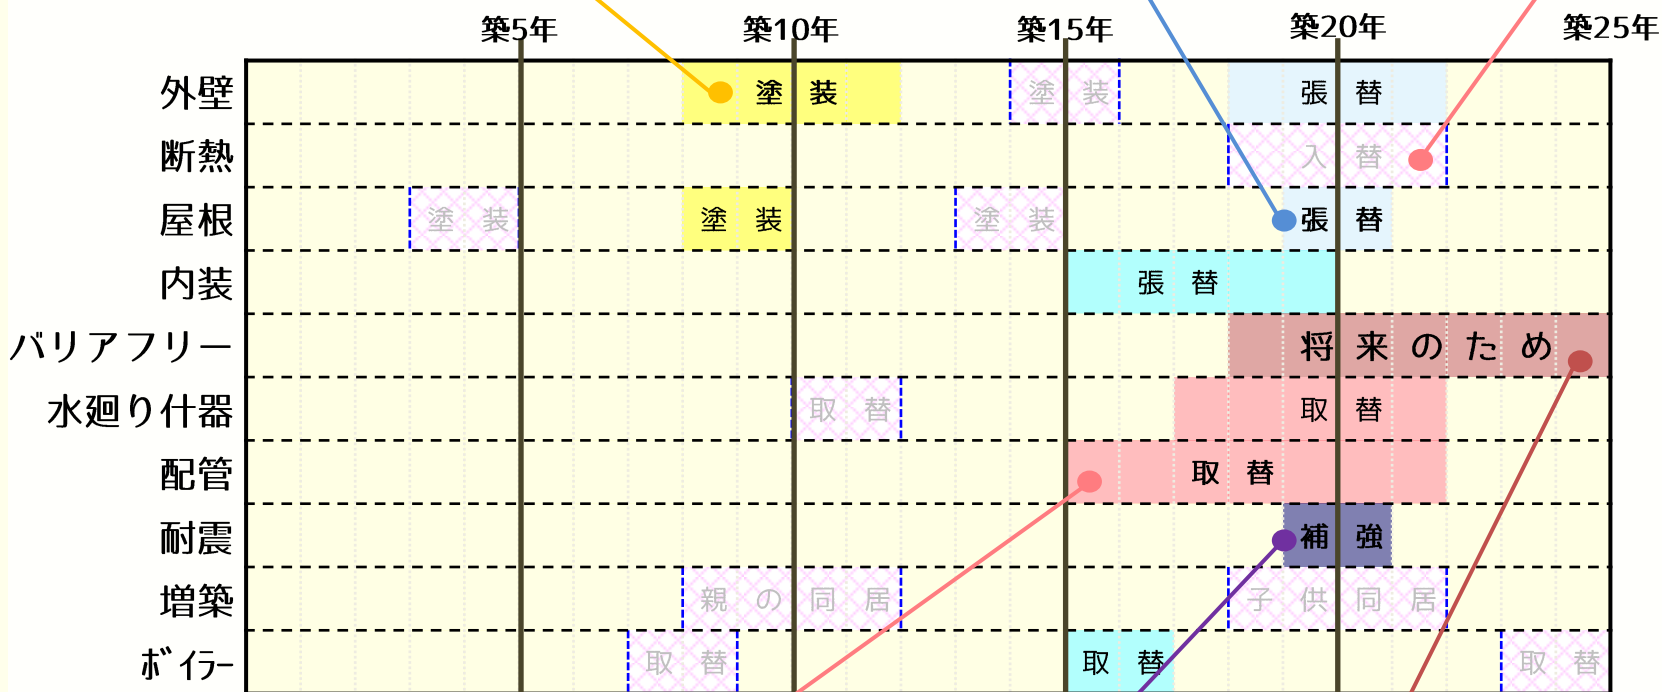 築5年 築10年 築15年 築20年 築25年
外壁 塗装 塗装 張替
断熱 入替
屋根 塗装 塗装 塗装 張替
内装 張替
バリアフリー 将来のため
水廻り什器 取替 取替
配管 取替
耐震 補強
増築 親の同居 子供同居
ボイラー 取替 取替 取替